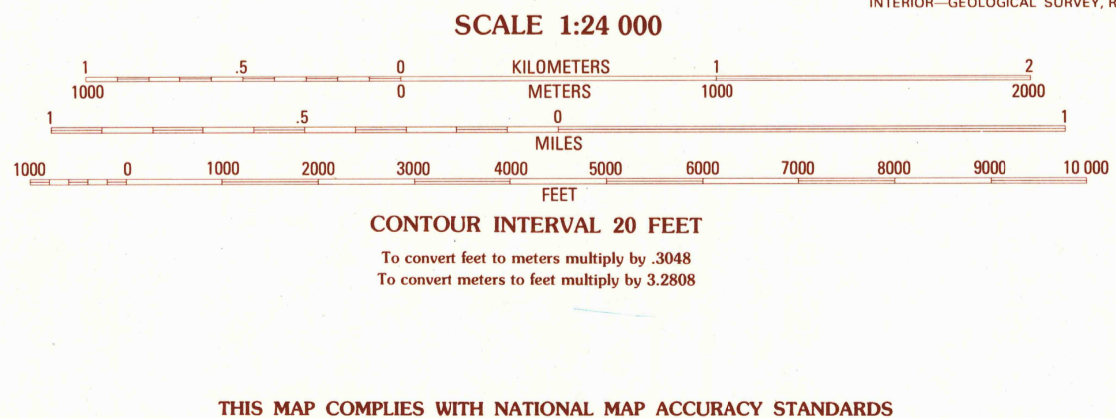 INTERIOR—GEOLOGICAL SURVEY, R
SCALE 1:24 000
1 .5 0 KILOMETERS 1 2
1000 0 METERS 1000 2000
1 .5 0 1
MILES
1000 0 1000 2000 3000 4000 5000 6000 7000 8000 9000 10 000
FEET
CONTOUR INTERVAL 20 FEET
To convert feet to meters multiply by .3048
To convert meters to feet multiply by 3.2808
THIS MAP COMPLIES WITH NATIONAL MAP ACCURACY STANDARDS